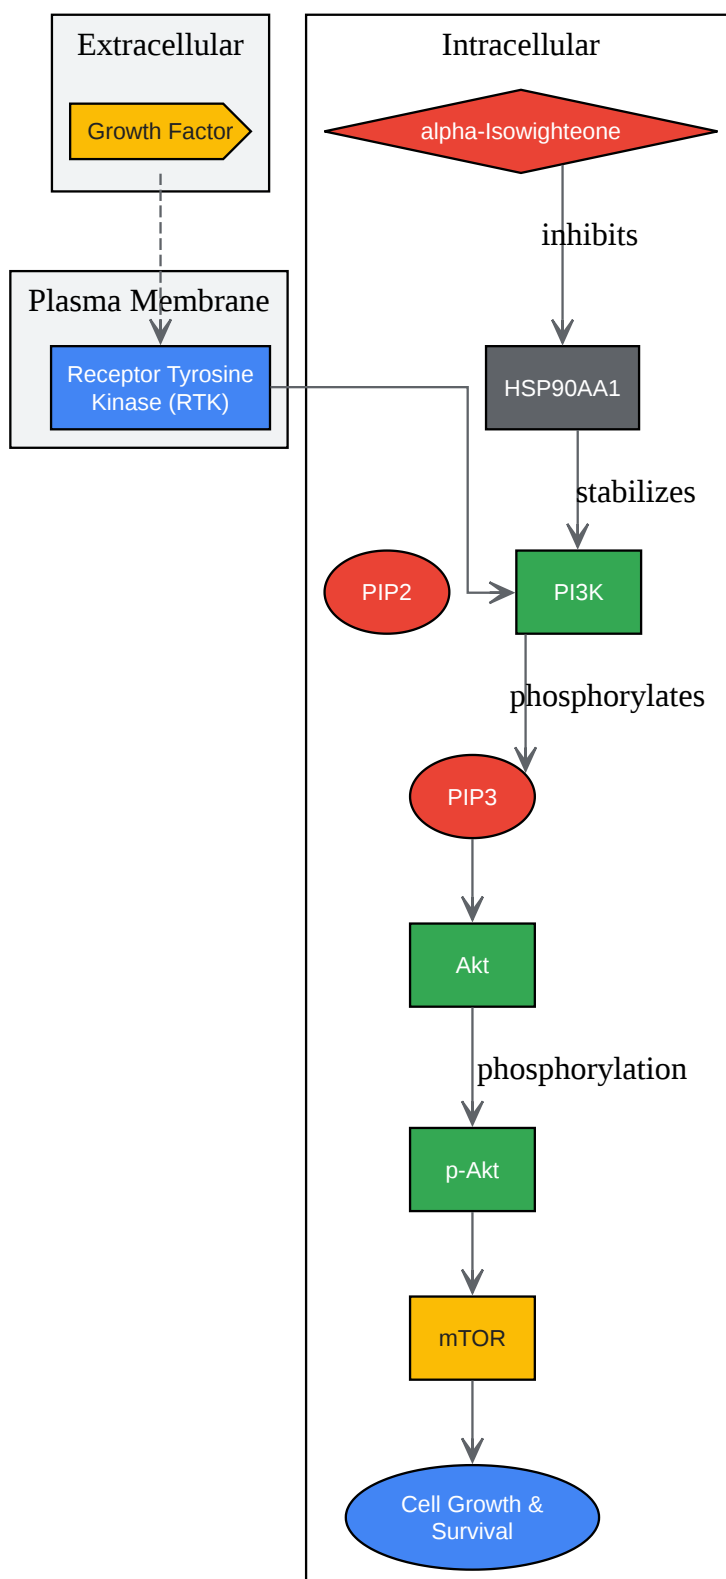 Extracellular
Intracellular
Growth Factor
alpha-Isowighteone
inhibits
Plasma Membrane
Receptor Tyrosine
Kinase (RTK)
HSP90AA1
stabilizes
PIP2
PI3K
phosphorylates
PIP3
Akt
phosphorylation
p-Akt
mTOR
Cell Growth &
Survival